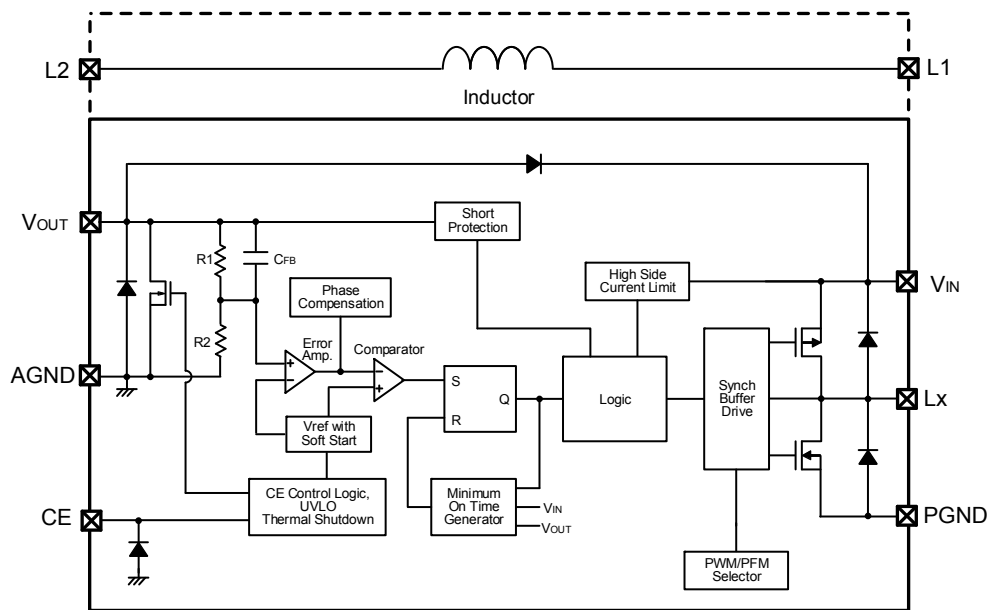 L2
L1
Inductor
VOUT
Short
Protection
R1
CFB
High Side
Current Limit
VIN
Phase
Compensation
R2
Error
Amp.
Comparator
AGND
+
−
−
+
S
Q
R
Logic
Synch
Buffer
Drive
Lx
Vref with
Soft Start
CE Control Logic,
UVLO
Thermal Shutdown
Minimum
On Time
Generator
VIN
VOUT
CE
PGND
PWM/PFM
Selector